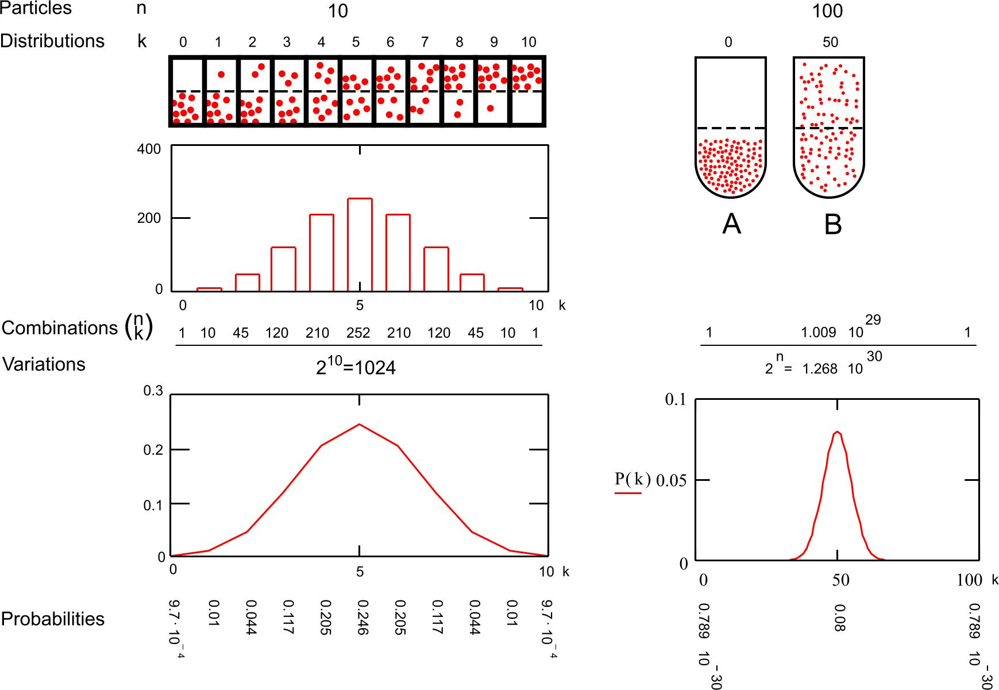 Particles n 10 100
Distributions k 0 1 2 3 4 5 6 7 8 9 10 0 50
A B
400
200
0
0 5 10 k
Combinations (n k) 1 10 45 120 210 252 210 120 45 10 1 1 1.009 10^29 1
Variations 2^10=1024 2^n = 1.268 10^30
0.3
0.2
0.1
0
0 5 10 k
0.1
P(k) 0.05
0
0 50 100 k
Probabilities 9.7·10^-4 0.01 0.044 0.117 0.205 0.246 0.205 0.117 0.044 0.01 9.7·10^-4 0.789 10^-30 0.08 0.789 10^-30